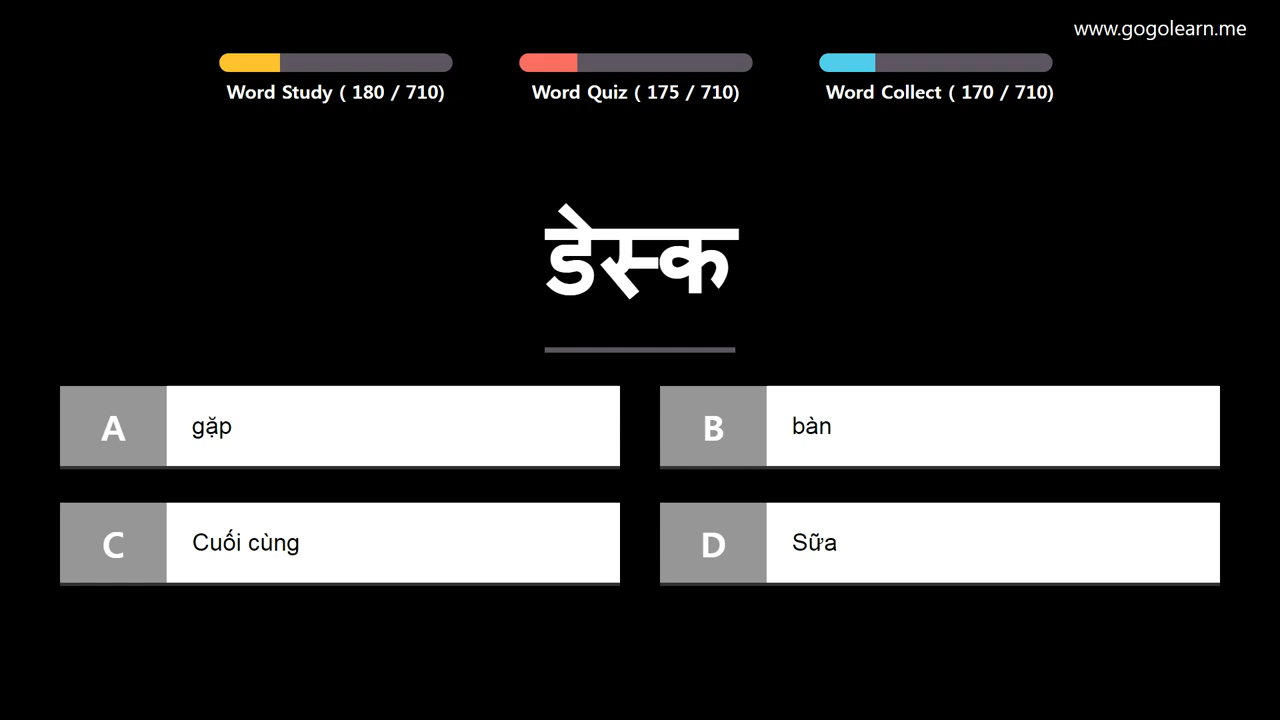 www.gogolearn.me
Word Study ( 180 / 710)
Word Quiz ( 175 / 710)
Word Collect ( 170 / 710)
डेस्क
A gặp
B bàn
C Cuối cùng
D Sữa